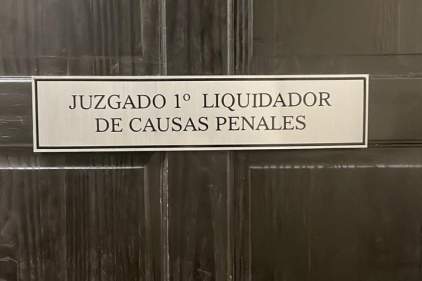 JUZGADO 1º LIQUIDADOR
DE CAUSAS PENALES